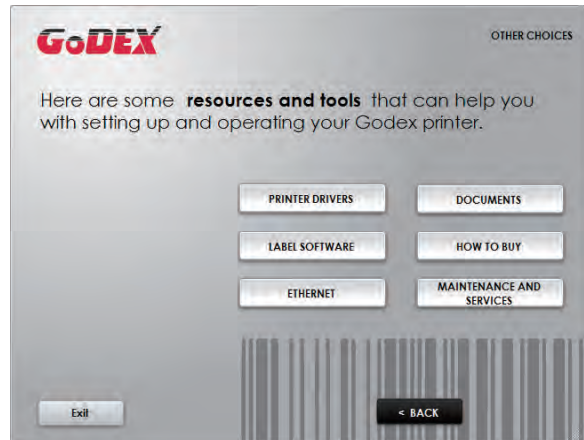 GoDEX
OTHER CHOICES
Here are some resources and tools that can help you
with setting up and operating your Godex printer.
PRINTER DRIVERS
DOCUMENTS
LABEL SOFTWARE
HOW TO BUY
ETHERNET
MAINTENANCE AND
SERVICES
Exit
< BACK